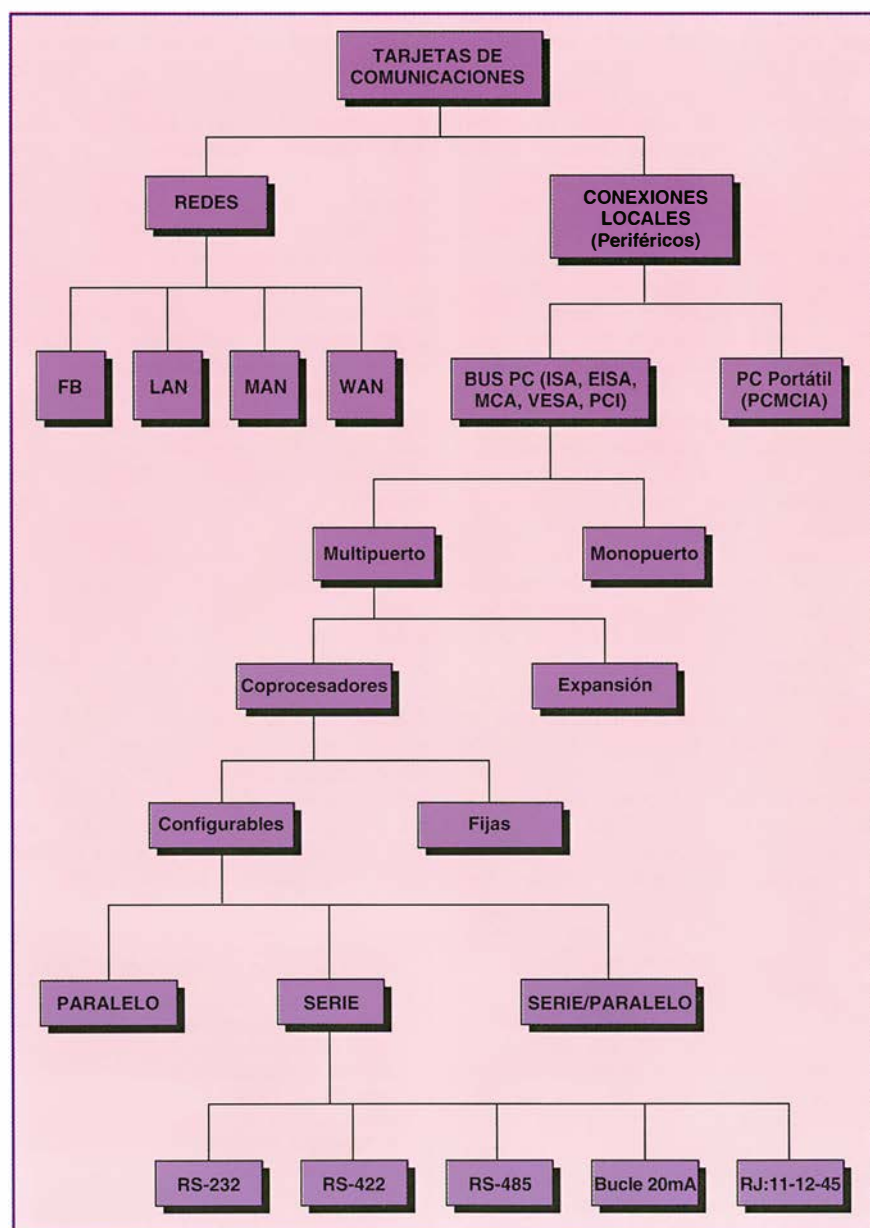 TARJETAS DE
COMUNICACIONES
REDES
CONEXIONES
LOCALES
(Periféricos)
FB
LAN
MAN
WAN
BUS PC (ISA, EISA,
MCA, VESA, PCI)
PC Portátil
(PCMCIA)
Multipuerto
Monopuerto
Coprocesadores
Expansión
Configurables
Fijas
PARALELO
SERIE
SERIE/PARALELO
RS-232
RS-422
RS-485
Bucle 20mA
RJ:11-12-45